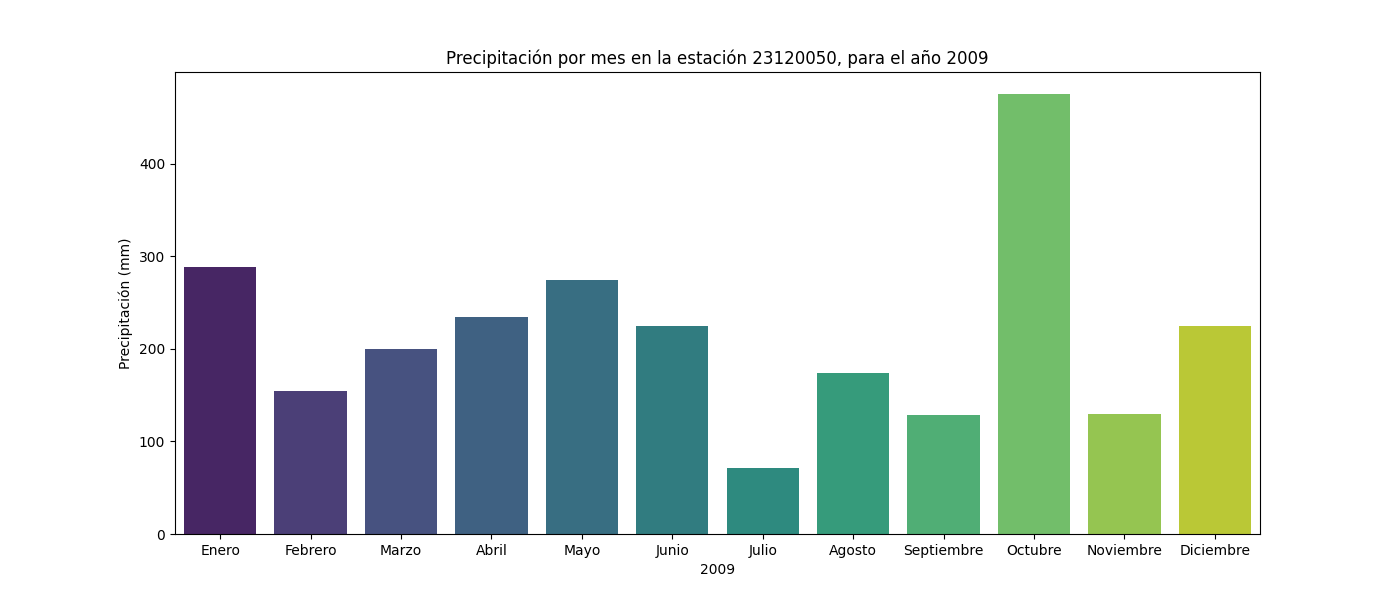 Precipitación por mes en la estación 23120050, para el año 2009
Precipitación (mm)
400
300
200
100
0
Enero Febrero Marzo Abril Mayo Junio Julio Agosto Septiembre Octubre Noviembre Diciembre
2009